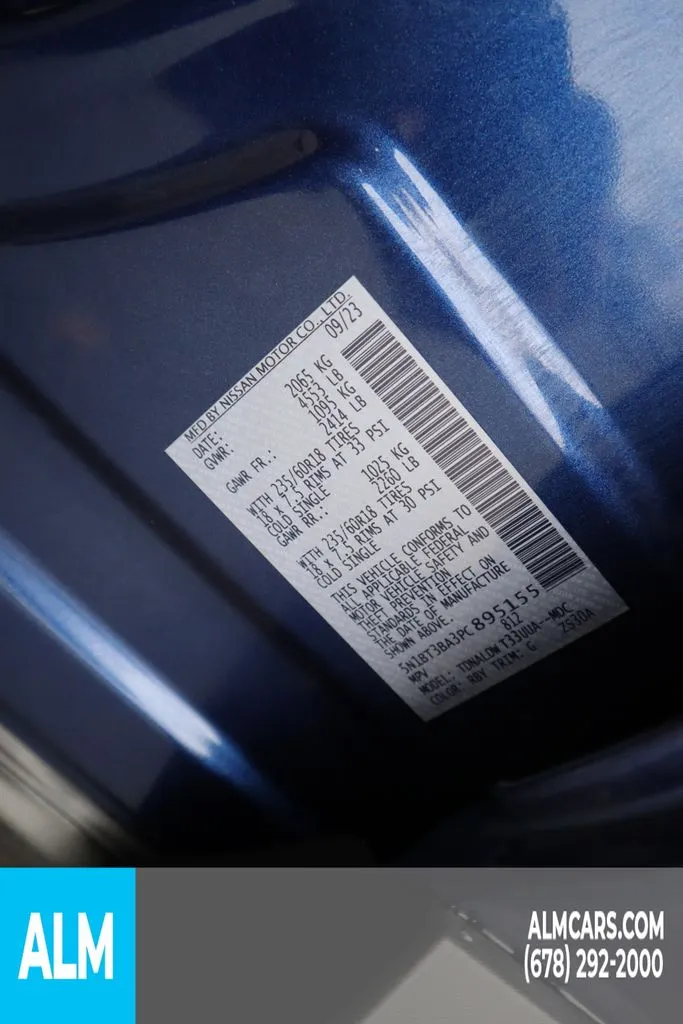 MFD BY NISSAN MOTOR CO., LTD.
DATE: 09/23
GVWR: 2065 KG
4553 LB
GAWR FR.: 1095 KG
2414 LB
WITH 235/60R18 TIRES
18 X 7.5 RIMS AT 33 PSI
COLD SINGLE
GAWR RR.: 1025 KG
2260 LB
WITH 235/60R18 TIRES
18 X 7.5 RIMS AT 30 PSI
COLD SINGLE
THIS VEHICLE CONFORMS TO
ALL APPLICABLE FEDERAL
MOTOR VEHICLE SAFETY AND
THEFT PREVENTION
STANDARDS IN EFFECT ON
THE DATE OF MANUFACTURE
SHOWN ABOVE.
5N1BT3BA3PC895155
MPV 812
MODEL: T33UUA--MDC
COLOR: RBY TRIM: G ZS30A
ALM
ALMCARS.COM
(678) 292-2000